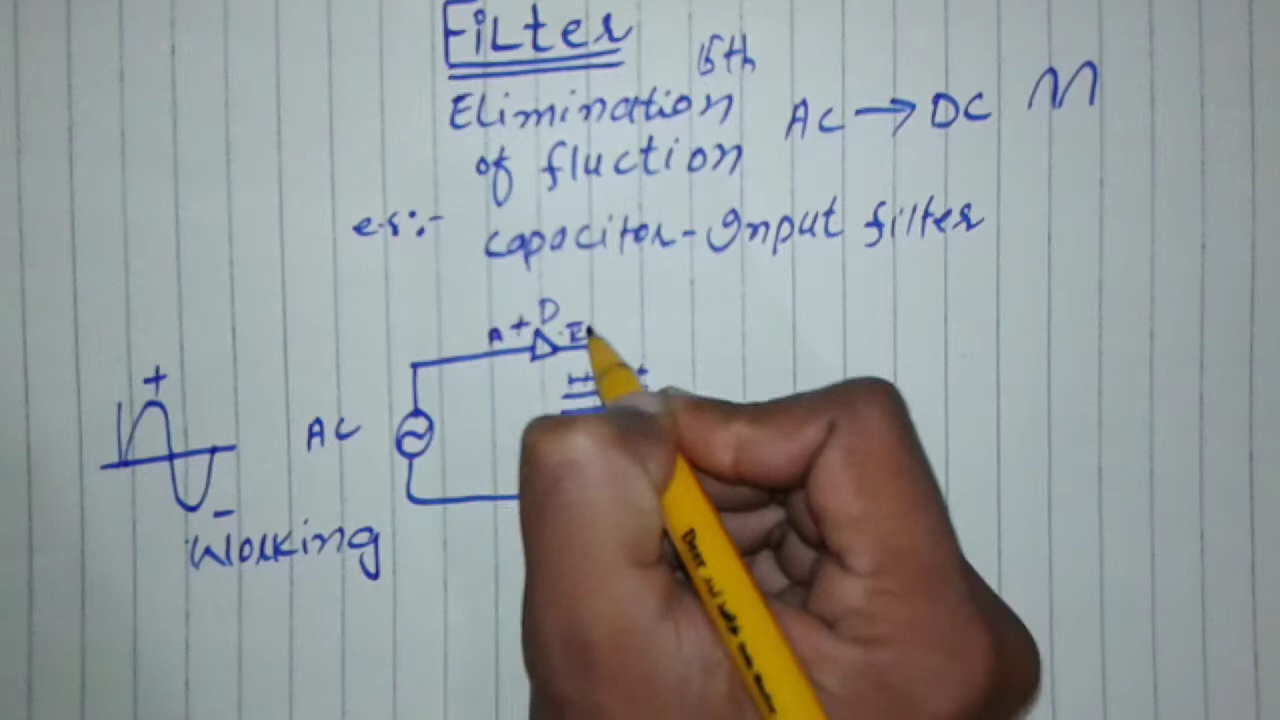 Filter
15th
Elimination AC → DC
of fluction
capacitor - Input filter
D
A +
+
AC
-
Working